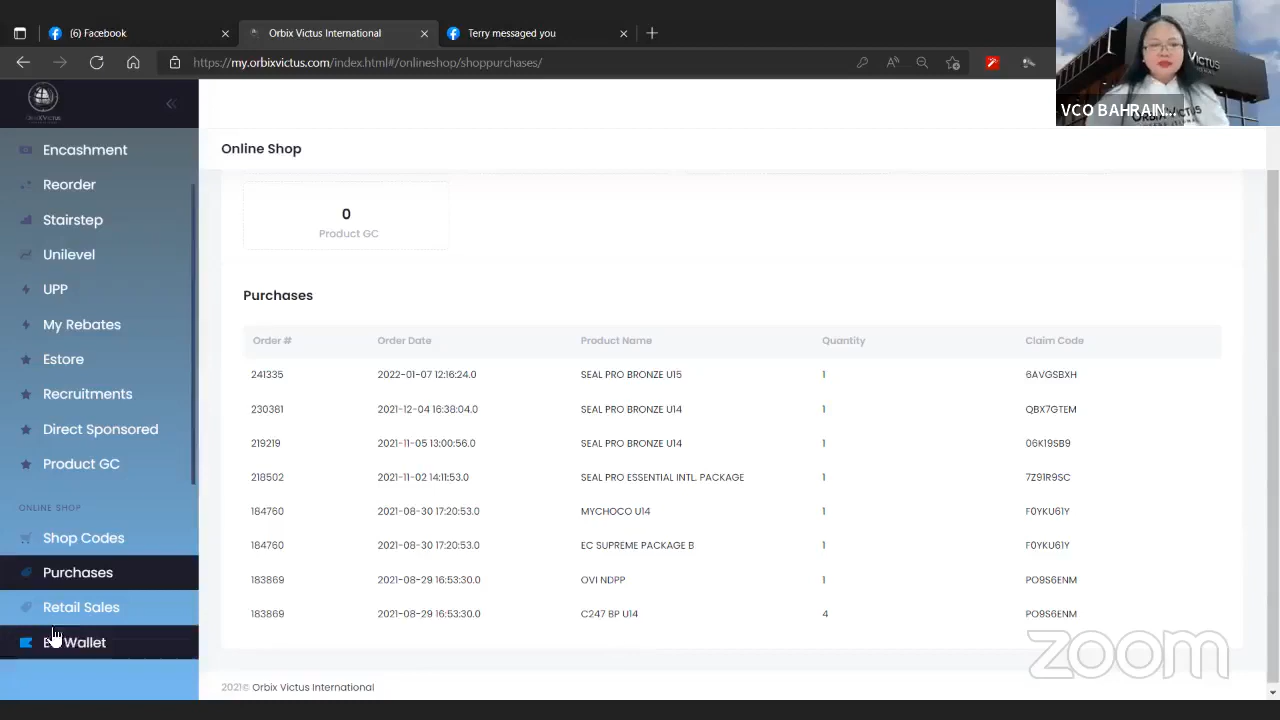 (6) Facebook
Orbix Victus International
Terry messaged you
https://my.orbixvictus.com/index.html#/onlineshop/shoppurchases/
VCO BAHRAIN...
ORBIX VICTUS
Encashment
Reorder
Stairstep
Unilevel
UPP
My Rebates
Estore
Recruitments
Direct Sponsored
Product GC
ONLINE SHOP
Shop Codes
Purchases
Retail Sales
Wallet
Online Shop
0
Product GC
Purchases
Order # Order Date Product Name Quantity Claim Code
241335 2022-01-07 12:16:24.0 SEAL PRO BRONZE U15 1 6AVGSBXH
230381 2021-12-04 16:38:04.0 SEAL PRO BRONZE U14 1 QBX7GTEM
219219 2021-11-05 13:00:56.0 SEAL PRO BRONZE U14 1 06K19SB9
218502 2021-11-02 14:11:53.0 SEAL PRO ESSENTIAL INTL. PACKAGE 1 7Z91R9SC
184760 2021-08-30 17:20:53.0 MYCHOCO U14 1 F0YKU61Y
184760 2021-08-30 17:20:53.0 EC SUPREME PACKAGE B 1 F0YKU61Y
183869 2021-08-29 16:53:30.0 OVI NDPP 1 PO9S6ENM
183869 2021-08-29 16:53:30.0 C247 BP U14 4 PO9S6ENM
zoom
2021© Orbix Victus International